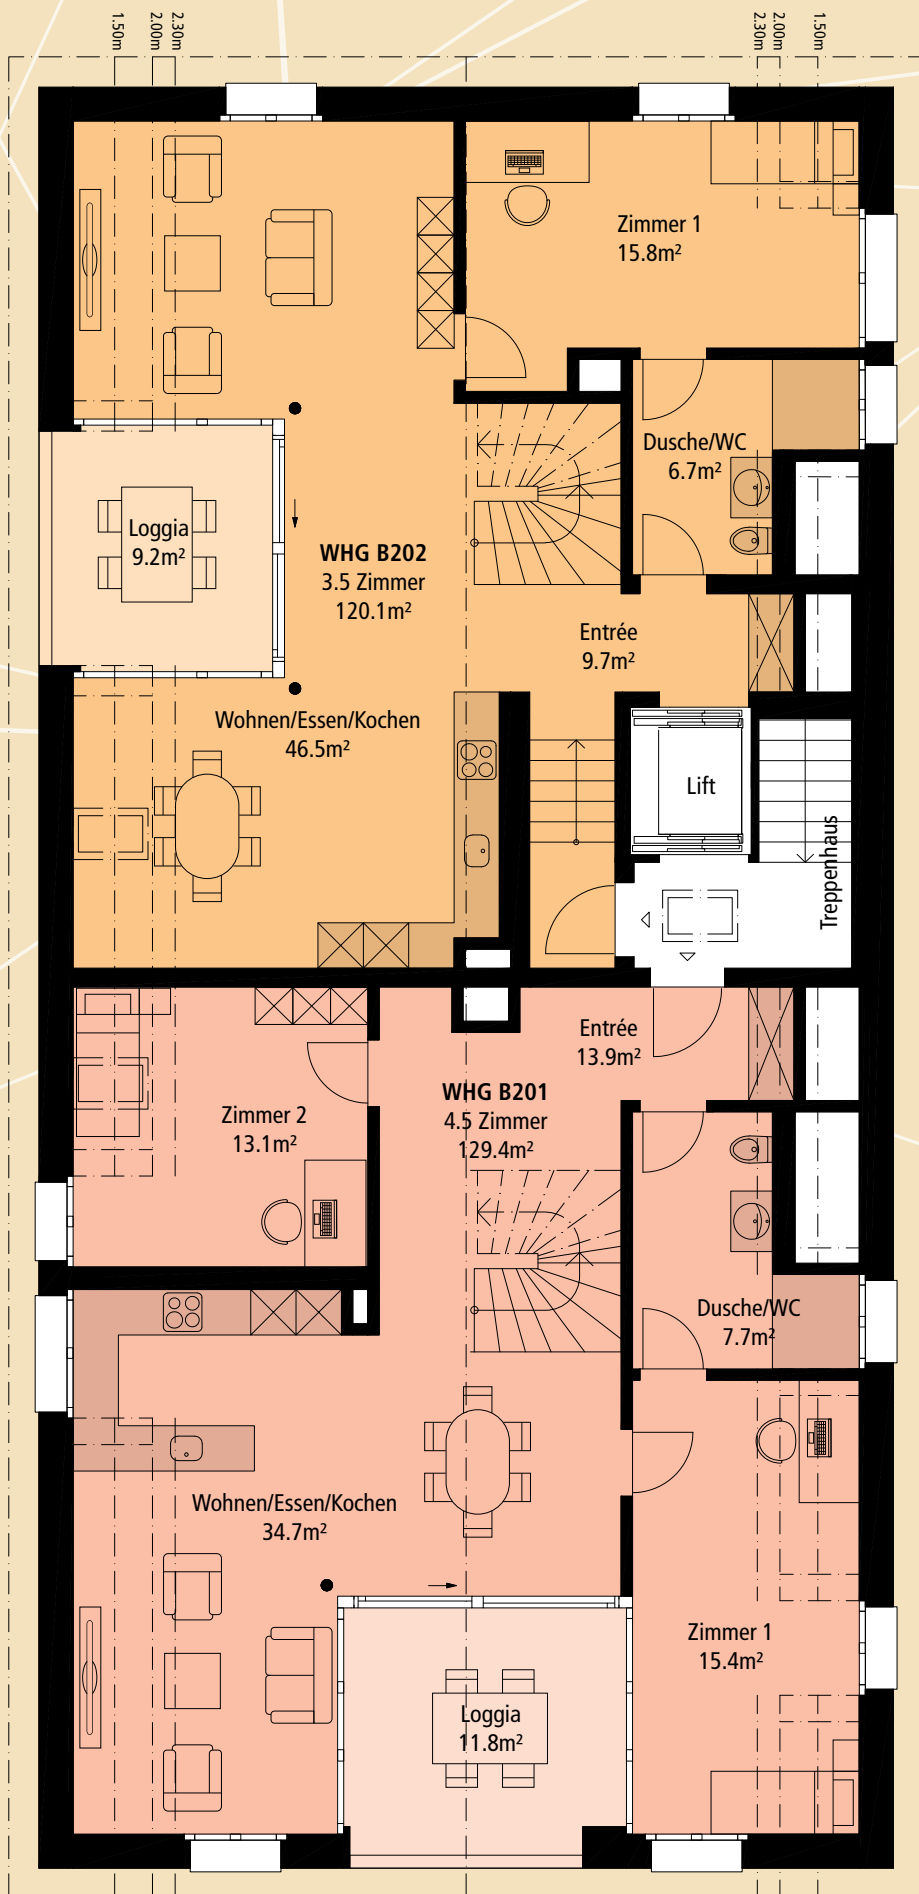 1.50m
2.00m
2.30m
2.30m
2.00m
1.50m
Zimmer 1
15.8m²
Dusche/WC
6.7m²
Loggia
9.2m²
WHG B202
3.5 Zimmer
120.1m²
Entrée
9.7m²
Wohnen/Essen/Kochen
46.5m²
Lift
Treppenhaus
Entrée
13.9m²
WHG B201
4.5 Zimmer
129.4m²
Zimmer 2
13.1m²
Dusche/WC
7.7m²
Wohnen/Essen/Kochen
34.7m²
Zimmer 1
15.4m²
Loggia
11.8m²